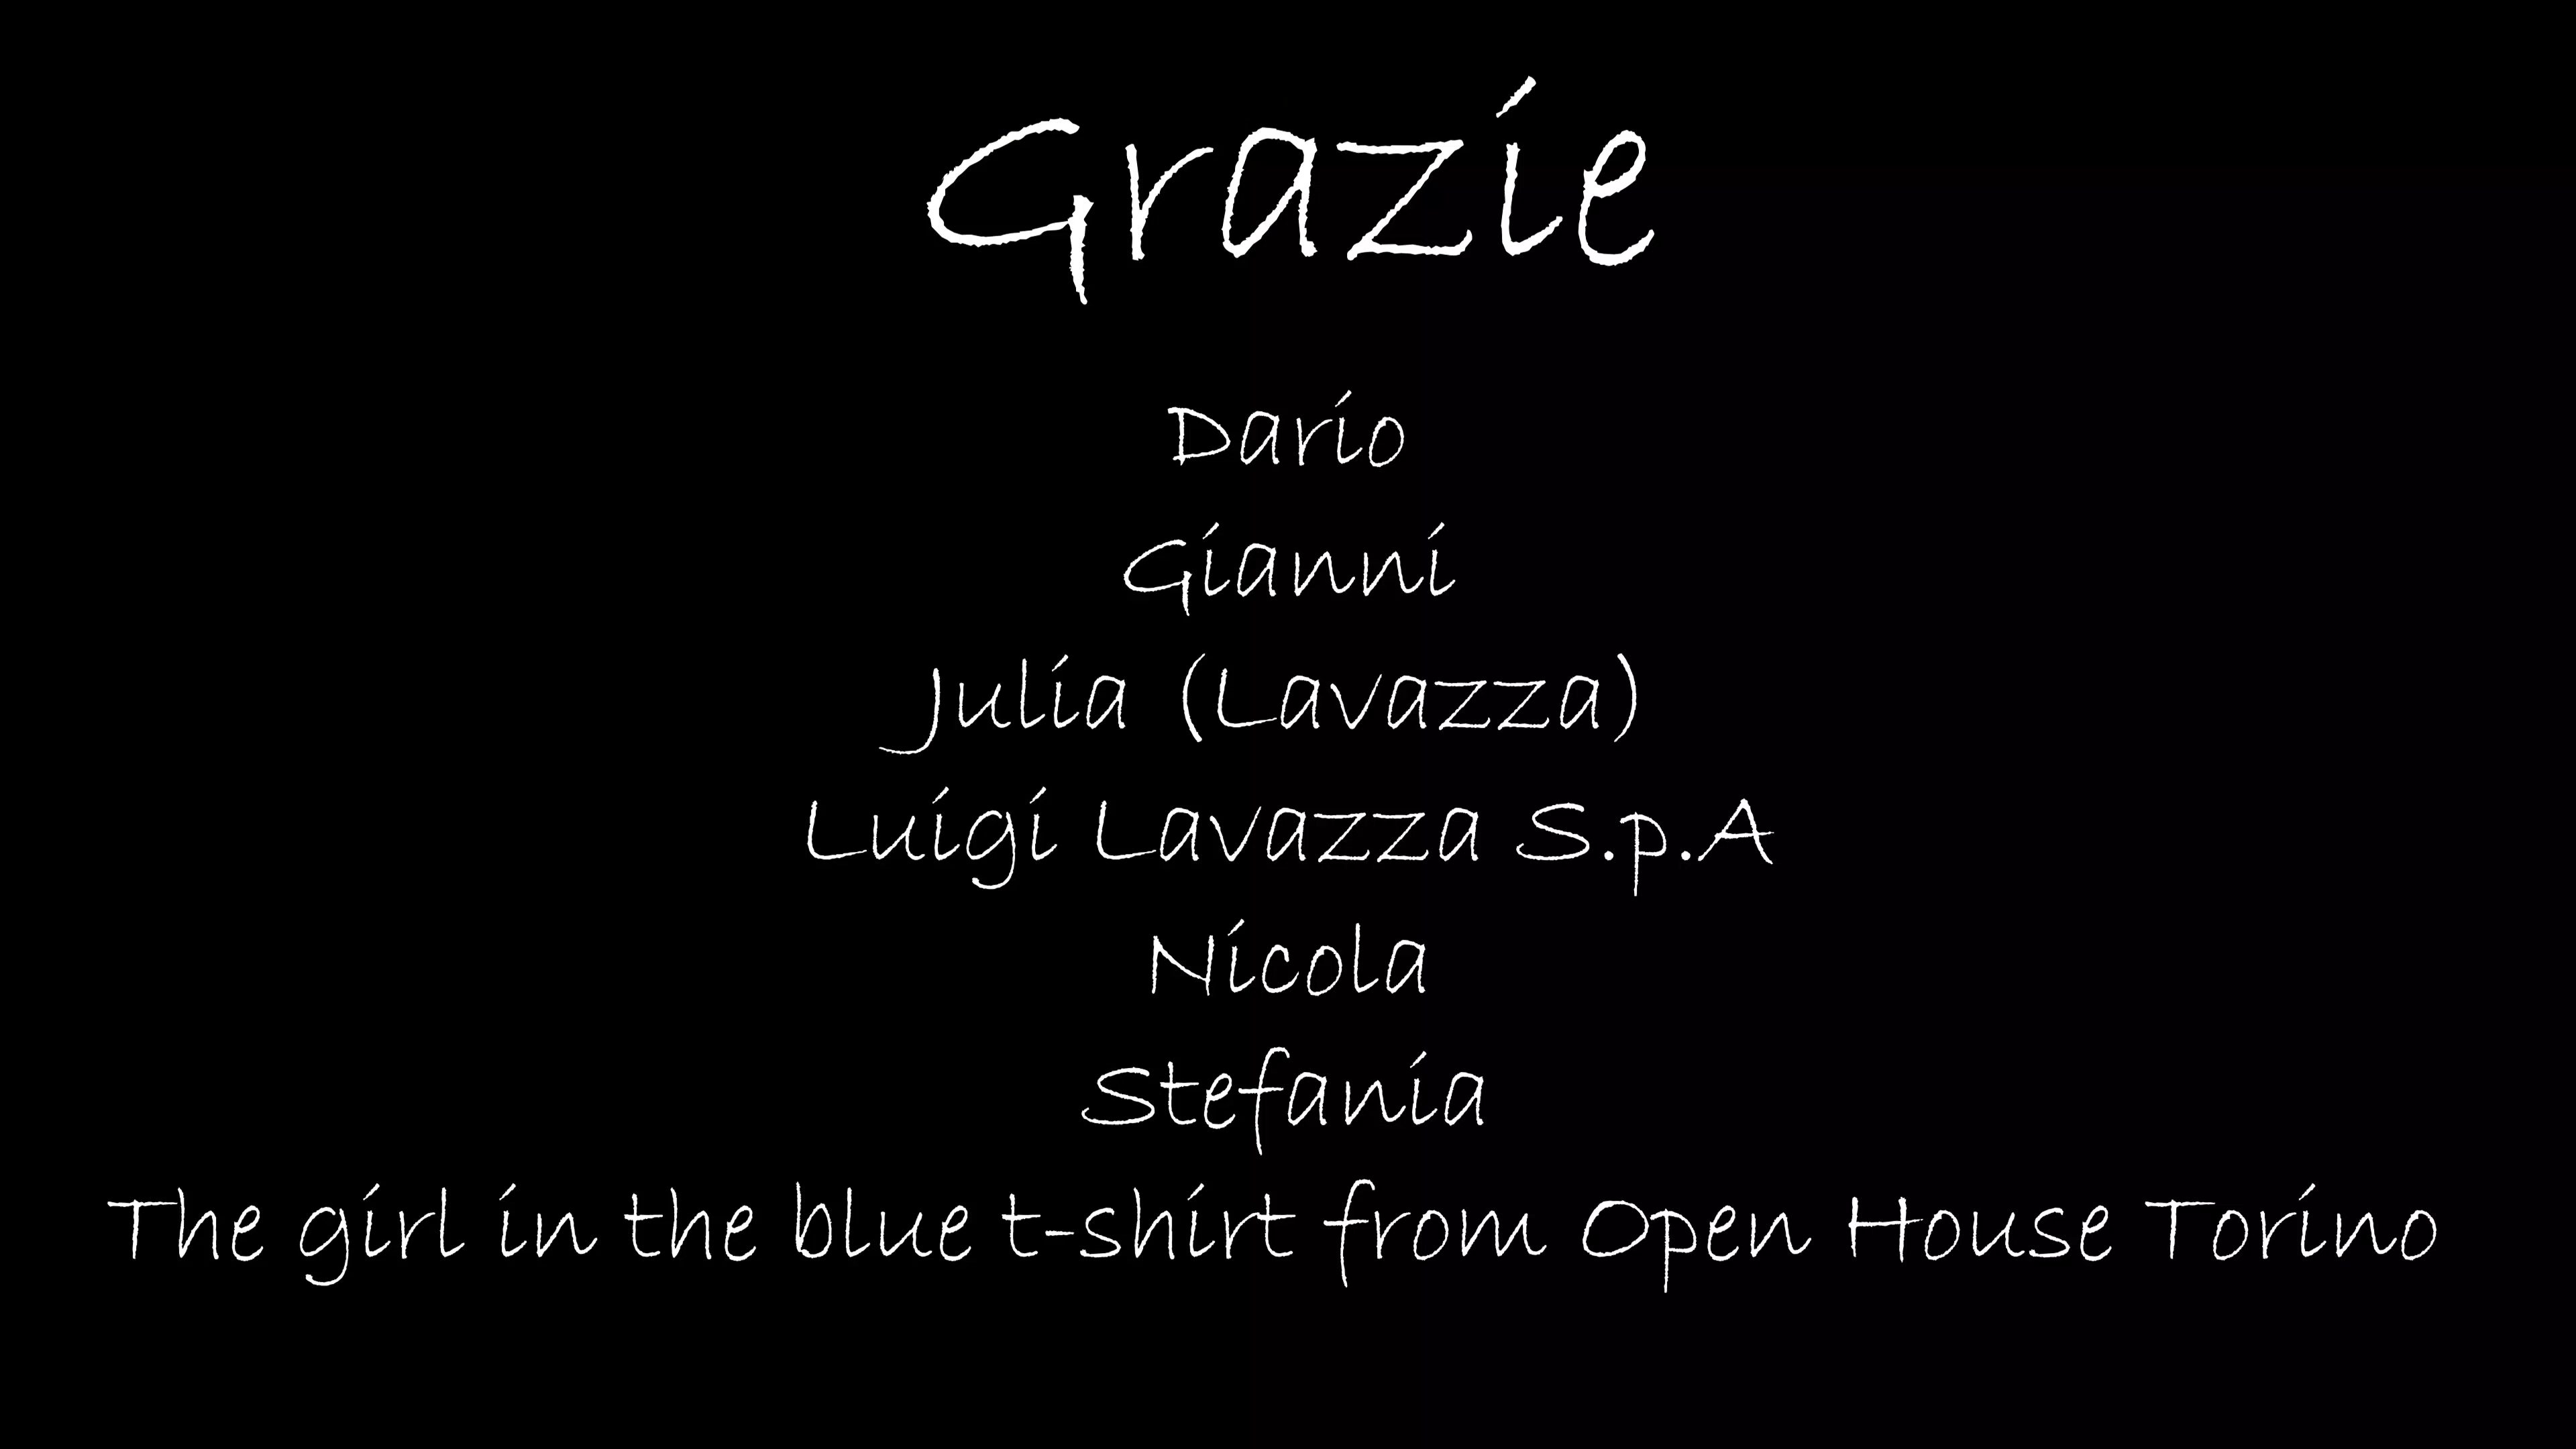 Grazie
Dario
Gianni
Julia (Lavazza)
Luigi Lavazza S.p.A
Nicola
Stefania
The girl in the blue t-shirt from Open House Torino